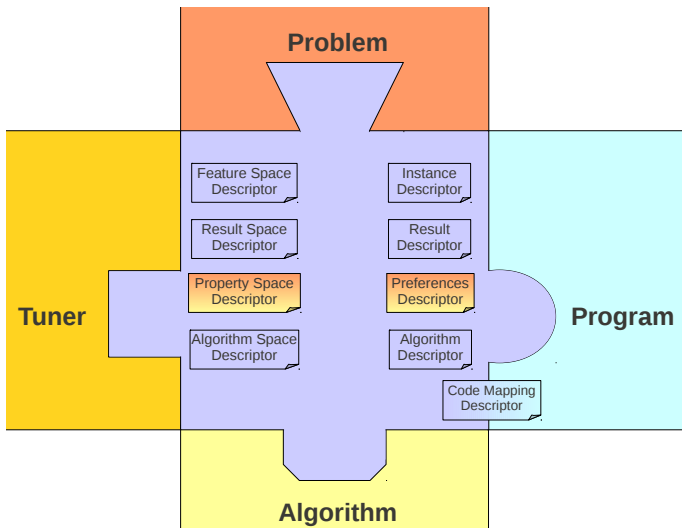 Problem
Feature Space
Descriptor
Instance
Descriptor
Result Space
Descriptor
Result
Descriptor
Property Space
Descriptor
Preferences
Descriptor
Tuner
Program
Algorithm Space
Descriptor
Algorithm
Descriptor
Code Mapping
Descriptor
Algorithm